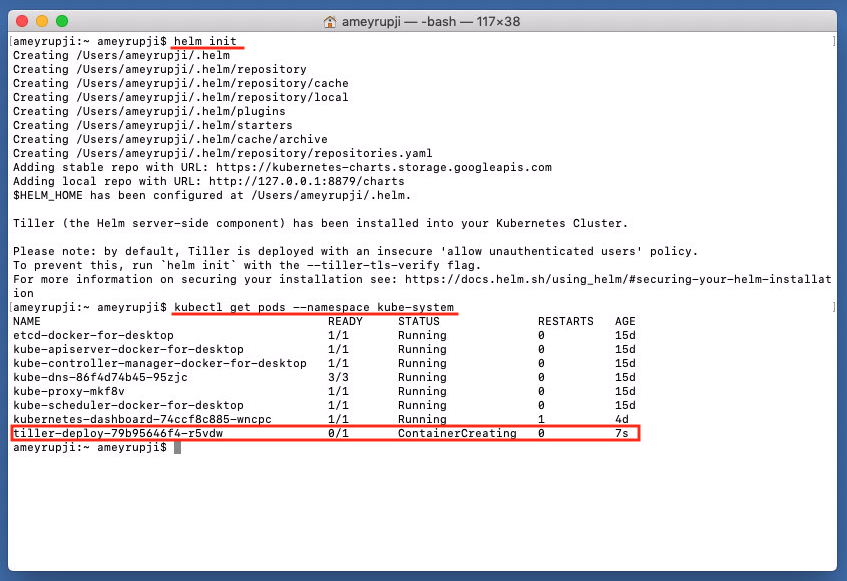 ameyrupji — -bash — 117×38
[ameyrupji:~ ameyrupji$ helm init ]
Creating /Users/ameyrupji/.helm
Creating /Users/ameyrupji/.helm/repository
Creating /Users/ameyrupji/.helm/repository/cache
Creating /Users/ameyrupji/.helm/repository/local
Creating /Users/ameyrupji/.helm/plugins
Creating /Users/ameyrupji/.helm/starters
Creating /Users/ameyrupji/.helm/cache/archive
Creating /Users/ameyrupji/.helm/repository/repositories.yaml
Adding stable repo with URL: https://kubernetes-charts.storage.googleapis.com
Adding local repo with URL: http://127.0.0.1:8879/charts
$HELM_HOME has been configured at /Users/ameyrupji/.helm.
Tiller (the Helm server-side component) has been installed into your Kubernetes Cluster.
Please note: by default, Tiller is deployed with an insecure 'allow unauthenticated users' policy.
To prevent this, run `helm init` with the --tiller-tls-verify flag.
For more information on securing your installation see: https://docs.helm.sh/using_helm/#securing-your-helm-installat
ion
[ameyrupji:~ ameyrupji$ kubectl get pods --namespace kube-system ]
NAME READY STATUS RESTARTS AGE
etcd-docker-for-desktop 1/1 Running 0 15d
kube-apiserver-docker-for-desktop 1/1 Running 0 15d
kube-controller-manager-docker-for-desktop 1/1 Running 0 15d
kube-dns-86f4d74b45-95zjc 3/3 Running 0 15d
kube-proxy-mkf8v 1/1 Running 0 15d
kube-scheduler-docker-for-desktop 1/1 Running 0 15d
kubernetes-dashboard-74ccf8c885-wncpc 1/1 Running 1 4d
tiller-deploy-79b95646f4-r5vdw 0/1 ContainerCreating 0 7s
ameyrupji:~ ameyrupji$